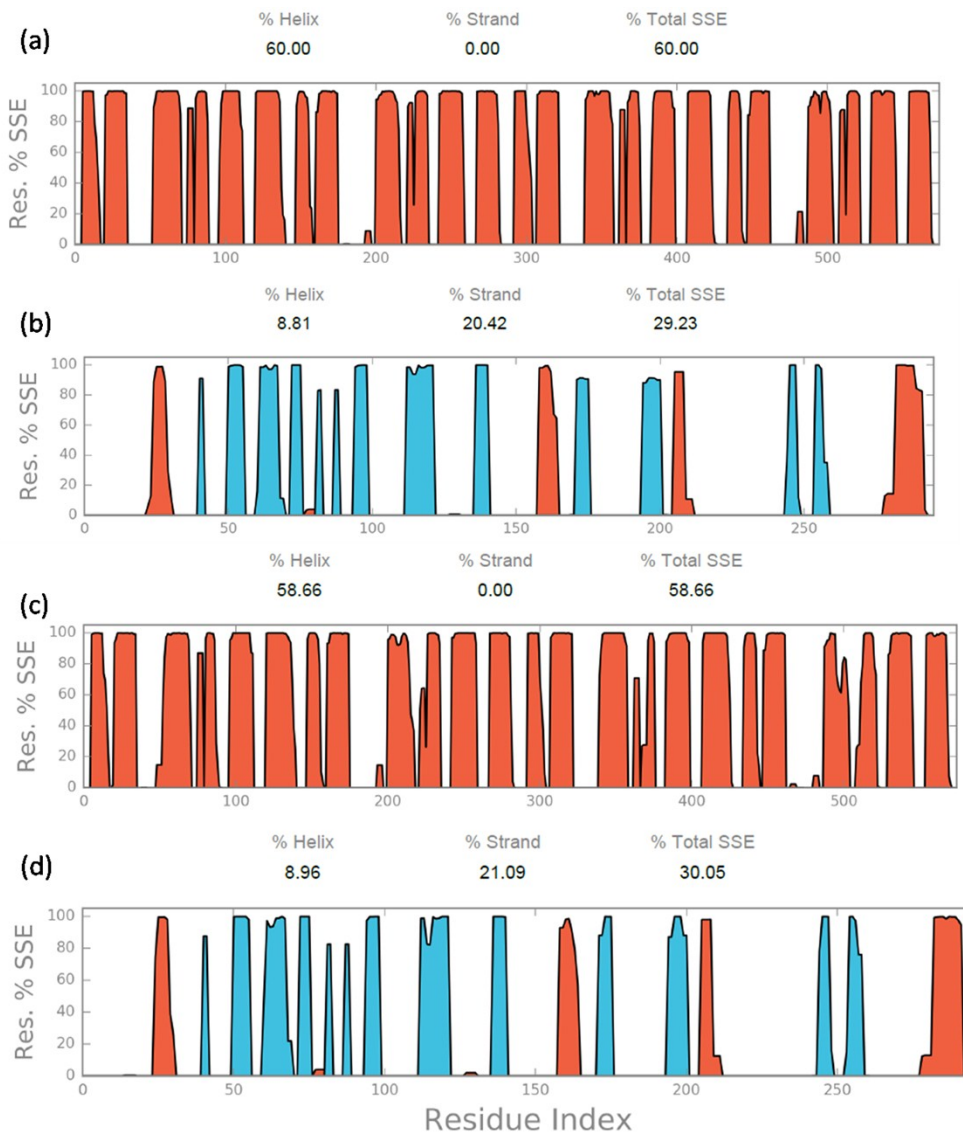 (a)
% Helix % Strand % Total SSE
60.00 0.00 60.00
Res. % SSE
100
80
60
40
20
0
0 100 200 300 400 500
(b)
% Helix % Strand % Total SSE
8.81 20.42 29.23
Res. % SSE
100
80
60
40
20
0
0 50 100 150 200 250
(c)
% Helix % Strand % Total SSE
58.66 0.00 58.66
Res. % SSE
100
80
60
40
20
0
0 100 200 300 400 500
(d)
% Helix % Strand % Total SSE
8.96 21.09 30.05
Res. % SSE
100
80
60
40
20
0
0 50 100 150 200 250
Residue Index